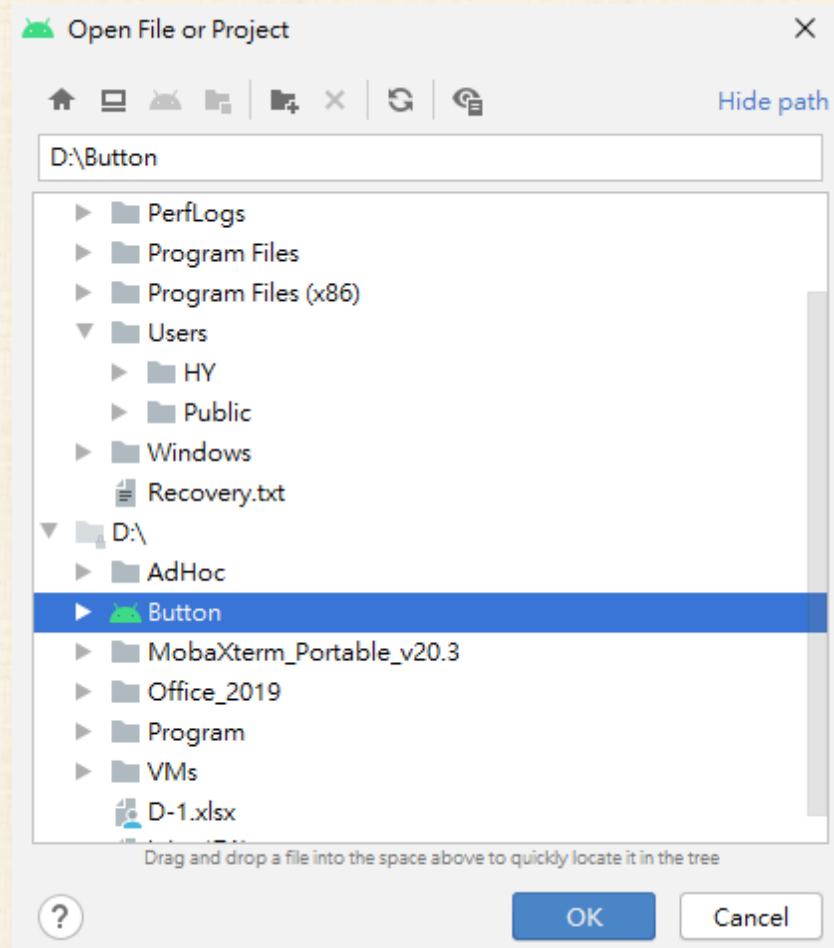 Open File or Project
Hide path
D:\Button
PerfLogs
Program Files
Program Files (x86)
Users
HY
Public
Windows
Recovery.txt
D:\
AdHoc
Button
MobaXterm_Portable_v20.3
Office_2019
Program
VMs
D-1.xlsx
Drag and drop a file into the space above to quickly locate it in the tree
?
OK
Cancel